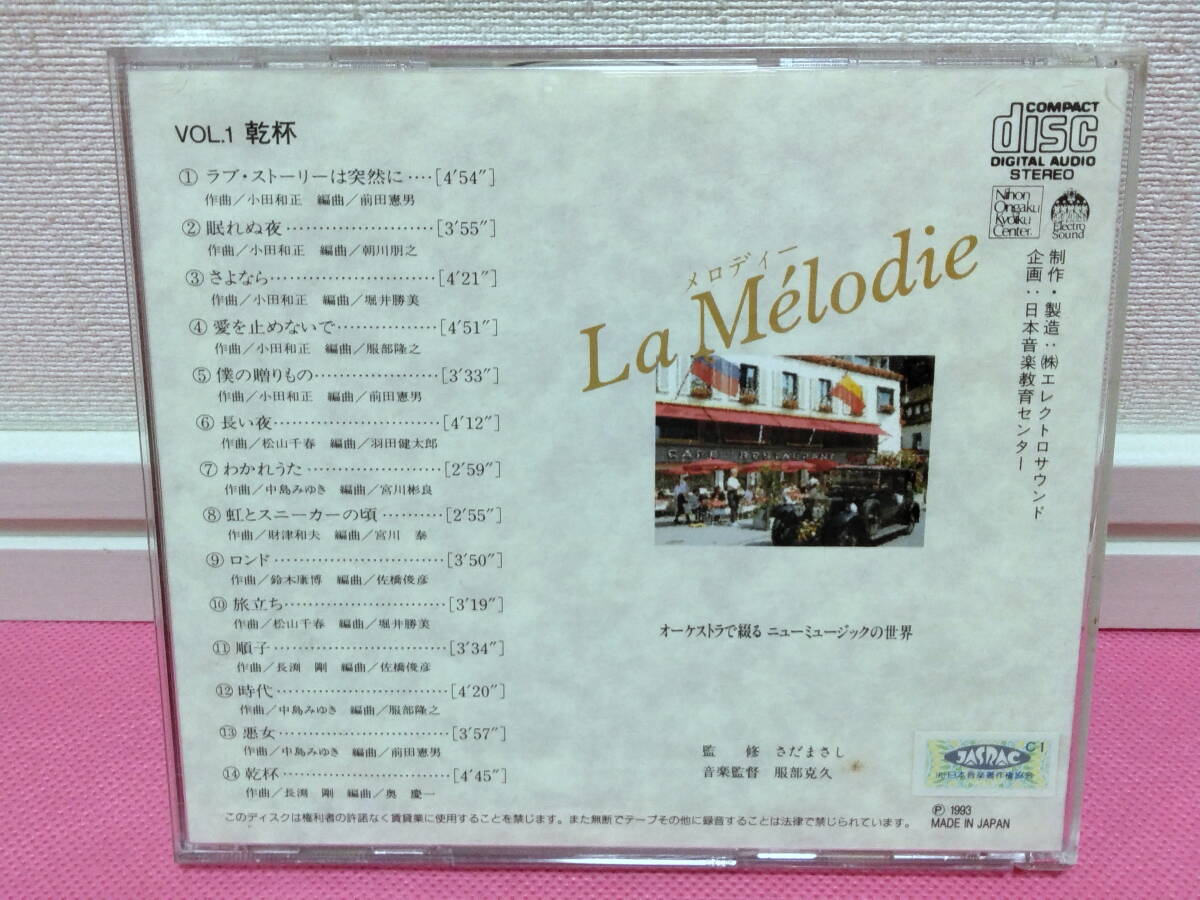 VOL.1 乾杯
① ラブ・ストーリーは突然に‥‥[4'54"]
作曲／小田和正 編曲／前田憲男
② 眠れぬ夜‥‥‥‥‥‥‥‥[3'55"]
作曲／小田和正 編曲／朝川朋之
③ さよなら‥‥‥‥‥‥‥‥[4'21"]
作曲／小田和正 編曲／堀井勝美
④ 愛を止めないで‥‥‥‥‥[4'51"]
作曲／小田和正 編曲／服部隆之
⑤ 僕の贈りもの‥‥‥‥‥‥[3'33"]
作曲／小田和正 編曲／前田憲男
⑥ 長い夜‥‥‥‥‥‥‥‥‥[4'12"]
作曲／松山千春 編曲／羽田健太郎
⑦ わかれうた‥‥‥‥‥‥‥[2'59"]
作曲／中島みゆき 編曲／宮川彬良
⑧ 虹とスニーカーの頃‥‥‥[2'55"]
作曲／財津和夫 編曲／宮川 泰
⑨ ロンド‥‥‥‥‥‥‥‥‥[3'50"]
作曲／鈴木康博 編曲／佐橋俊彦
⑩ 旅立ち‥‥‥‥‥‥‥‥‥[3'19"]
作曲／松山千春 編曲／堀井勝美
⑪ 順子‥‥‥‥‥‥‥‥‥‥[3'34"]
作曲／長渕 剛 編曲／佐橋俊彦
⑫ 時代‥‥‥‥‥‥‥‥‥‥[4'20"]
作曲／中島みゆき 編曲／服部隆之
⑬ 悪女‥‥‥‥‥‥‥‥‥‥[3'57"]
作曲／中島みゆき 編曲／前田憲男
⑭ 乾杯‥‥‥‥‥‥‥‥‥‥[4'45"]
作曲／長渕 剛 編曲／奥 慶一
このディスクは権利者の許諾なく賃貸業に使用することを禁じます。また無断でテープその他に録音することは法律で禁じられています。
メロディー
La Mélodie
CAFE RESTAURANT
オーケストラで綴る ニューミュージックの世界
監 修 さだまさし
音楽監督 服部克久
COMPACT
disc
DIGITAL AUDIO
STEREO
Nihon
Ongaku
Kyoiku
Center.
Electro
Sound
制作・製造：㈱エレクトロサウンド
企画：日本音楽教育センター
C I
JASRAC
日本音楽著作権協会
Ⓟ 1993
MADE IN JAPAN